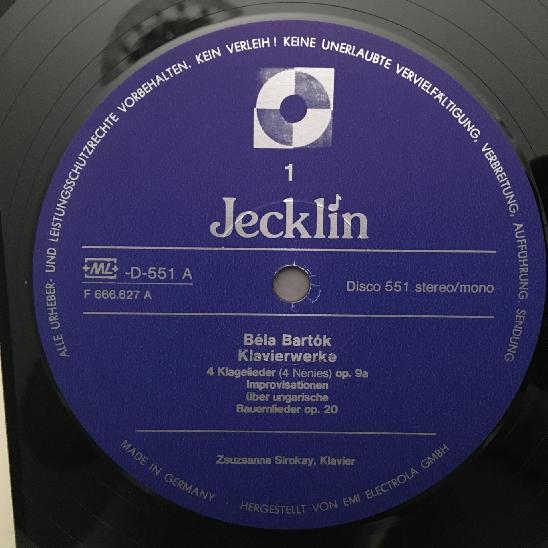 ALLE URHEBER- UND LEISTUNGSSCHUTZRECHTE VORBEHALTEN. KEIN VERLEIH! KEINE UNERLAUBTE VERVIELFÄLTIGUNG, VERBREITUNG, AUFFÜHRUNG, SENDUNG
1
Jecklin
ML -D-551 A
F 666.627 A
Disco 551 stereo/mono
Béla Bartók
Klavierwerke
4 Klagelieder (4 Nénies) op. 9a
Improvisationen
über ungarische
Bauernlieder op. 20
Zsuzsanna Sirokay, Klavier
MADE IN GERMANY · HERGESTELLT VON EMI ELECTROLA GMBH